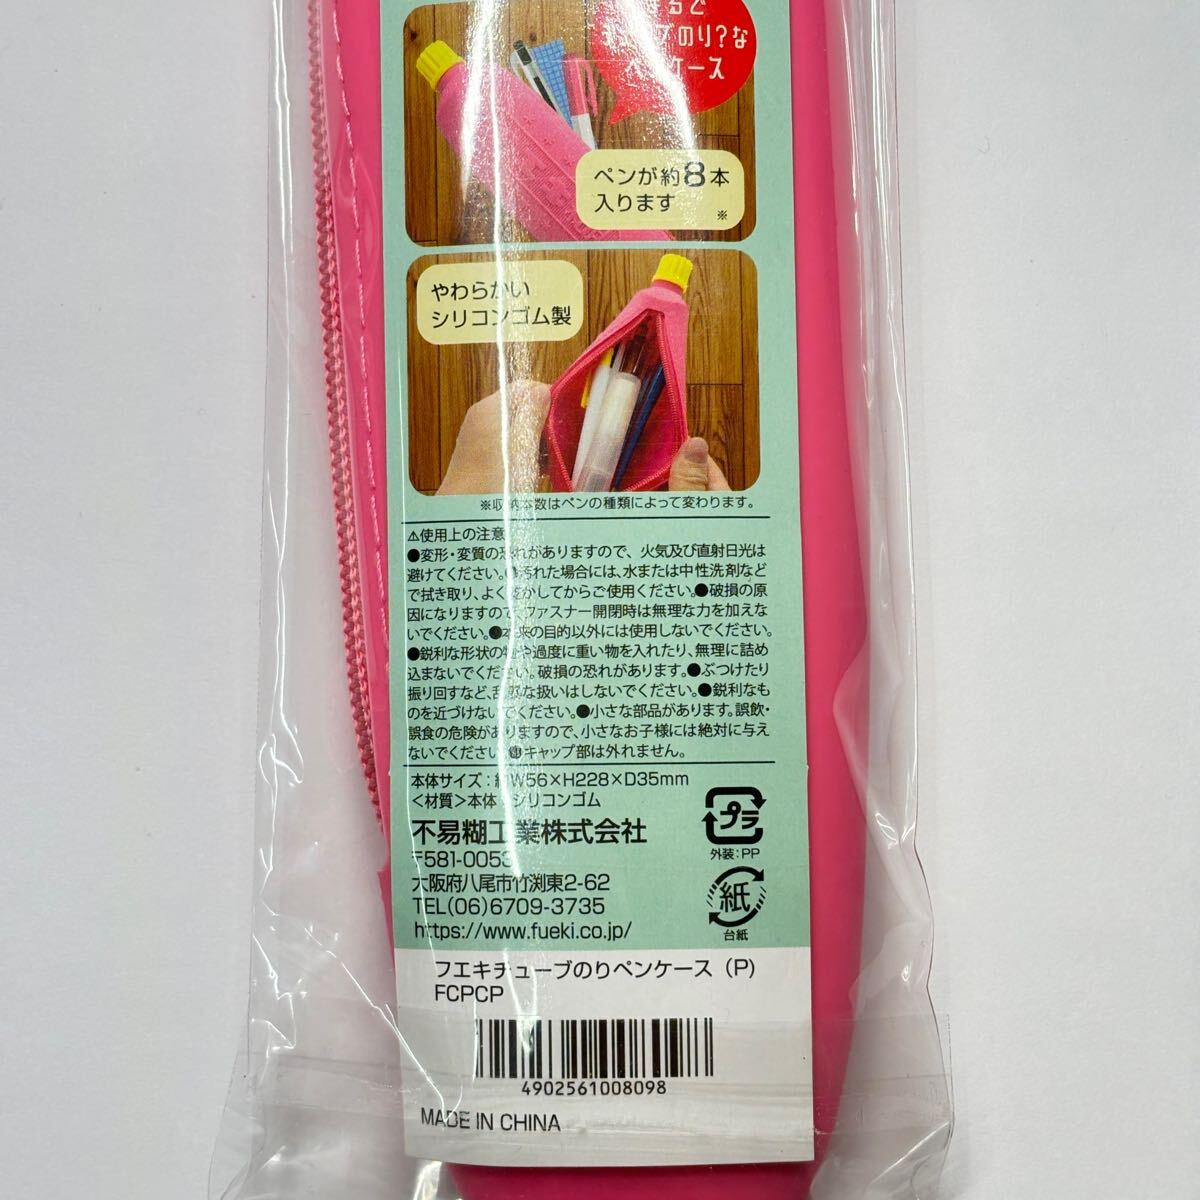 のり?な
ケース
ペンが約8本
入ります
※
やわらかい
シリコンゴム製
※収納本数はペンの種類によって変わります。
⚠使用上の注意
●変形・変質の恐れがありますので、火気及び直射日光は
避けてください。●汚れた場合には、水または中性洗剤など
で拭き取り、よく乾かしてからご使用ください。●破損の原
因になりますので、ファスナー開閉時は無理な力を加えな
いでください。●本来の目的以外には使用しないでください。
●鋭利な形状の物や過度に重い物を入れたり、無理に詰め
込まないでください。破損の恐れがあります。●ぶつけたり
振り回すなど、乱暴な扱いはしないでください。●鋭利なも
のを近づけないでください。●小さな部品があります。誤飲・
誤食の危険がありますので、小さなお子様には絶対に与え
ないでください。●キャップ部は外れません。
本体サイズ:約W56×H228×D35mm
<材質>本体:シリコンゴム
不易糊工業株式会社
〒581-0053
大阪府八尾市竹渕東2-62
TEL(06)6709-3735
https://www.fueki.co.jp/
プラ
外装:PP
紙
台紙
フエキチューブのりペンケース(P)
FCPCP
4902561008098
MADE IN CHINA